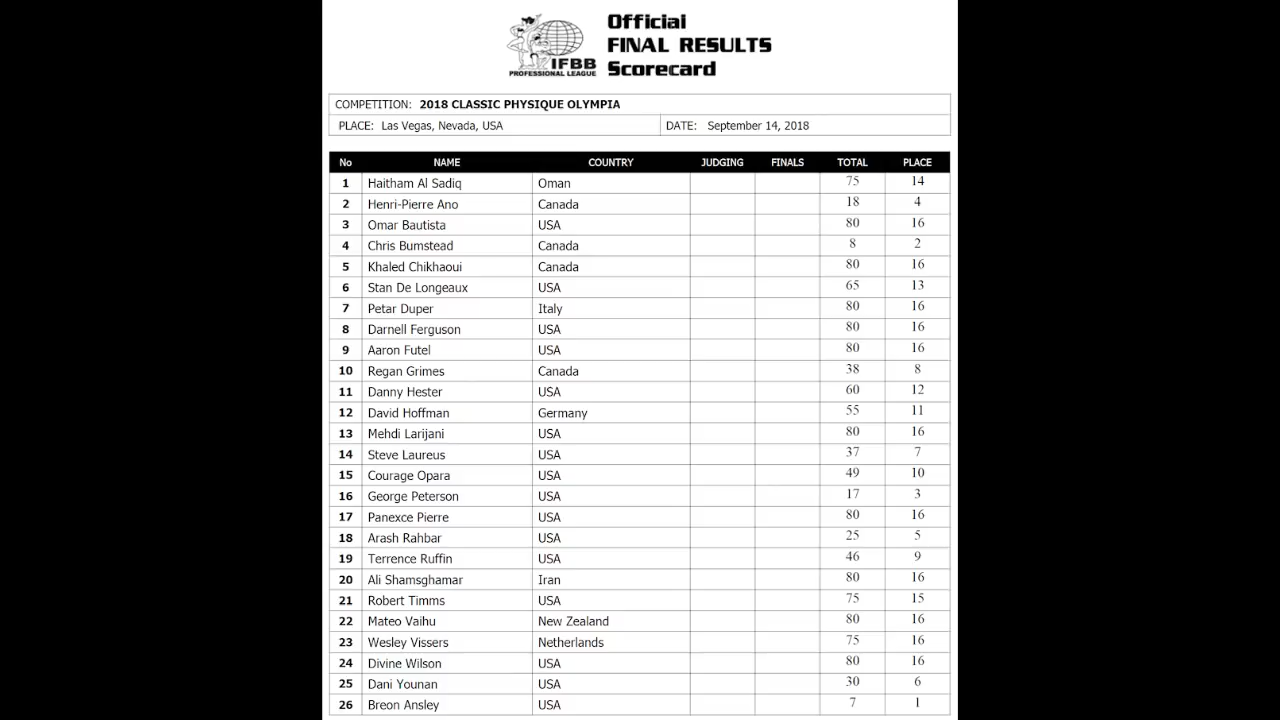 Official
FINAL RESULTS
Scorecard
IFBB
PROFESSIONAL LEAGUE
COMPETITION: 2018 CLASSIC PHYSIQUE OLYMPIA
PLACE: Las Vegas, Nevada, USA DATE: September 14, 2018
No NAME COUNTRY JUDGING FINALS TOTAL PLACE
1 Haitham Al Sadiq Oman 75 14
2 Henri-Pierre Ano Canada 18 4
3 Omar Bautista USA 80 16
4 Chris Bumstead Canada 8 2
5 Khaled Chikhaoui Canada 80 16
6 Stan De Longeaux USA 65 13
7 Petar Duper Italy 80 16
8 Darnell Ferguson USA 80 16
9 Aaron Futel USA 80 16
10 Regan Grimes Canada 38 8
11 Danny Hester USA 60 12
12 David Hoffman Germany 55 11
13 Mehdi Larijani USA 80 16
14 Steve Laureus USA 37 7
15 Courage Opara USA 49 10
16 George Peterson USA 17 3
17 Panexce Pierre USA 80 16
18 Arash Rahbar USA 25 5
19 Terrence Ruffin USA 46 9
20 Ali Shamsghamar Iran 80 16
21 Robert Timms USA 75 15
22 Mateo Vaihu New Zealand 80 16
23 Wesley Vissers Netherlands 75 16
24 Divine Wilson USA 80 16
25 Dani Younan USA 30 6
26 Breon Ansley USA 7 1